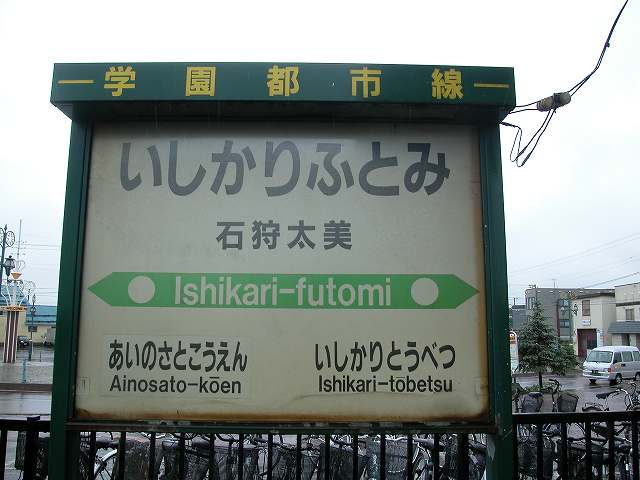 学園都市線
いしかりふとみ
石狩太美
Ishikari-futomi
あいのさとこうえん いしかりとうべつ
Ainosato-kōen Ishikari-tōbetsu